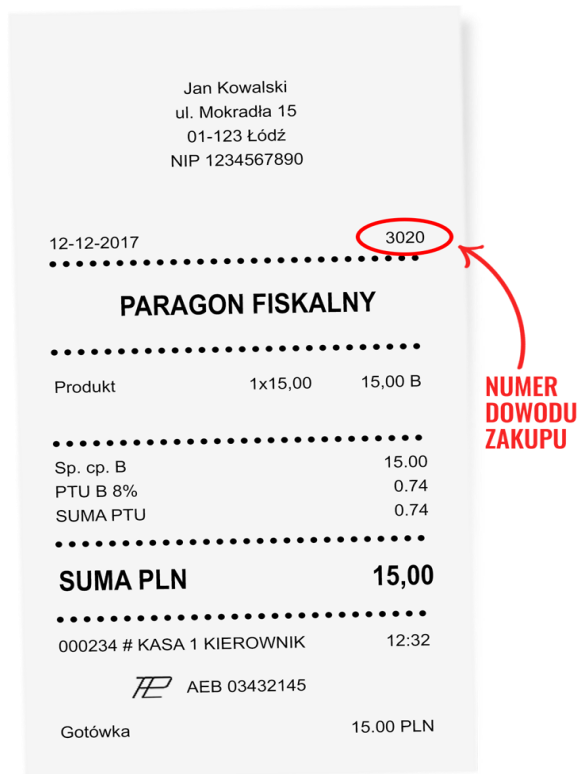 Jan Kowalski
ul. Mokradła 15
01-123 Łódź
NIP 1234567890
12-12-2017 3020
PARAGON FISKALNY
Produkt 1x15,00 15,00 B
NUMER
DOWODU
ZAKUPU
Sp. cp. B 15.00
PTU B 8% 0.74
SUMA PTU 0.74
SUMA PLN 15,00
000234 # KASA 1 KIEROWNIK 12:32
AEB 03432145
Gotówka 15.00 PLN